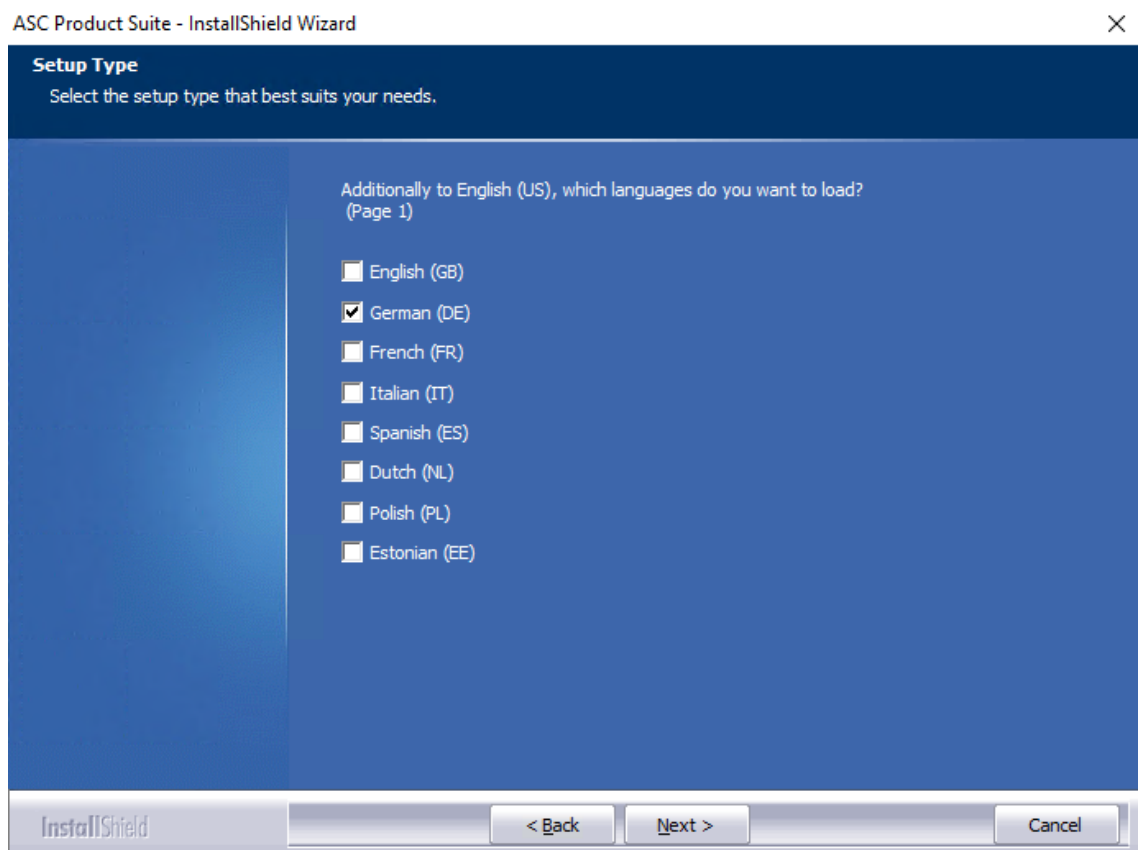 ASC Product Suite - InstallShield Wizard
Setup Type
Select the setup type that best suits your needs.
Additionally to English (US), which languages do you want to load?
(Page 1)
English (GB)
German (DE)
French (FR)
Italian (IT)
Spanish (ES)
Dutch (NL)
Polish (PL)
Estonian (EE)
InstallShield
< Back
Next >
Cancel